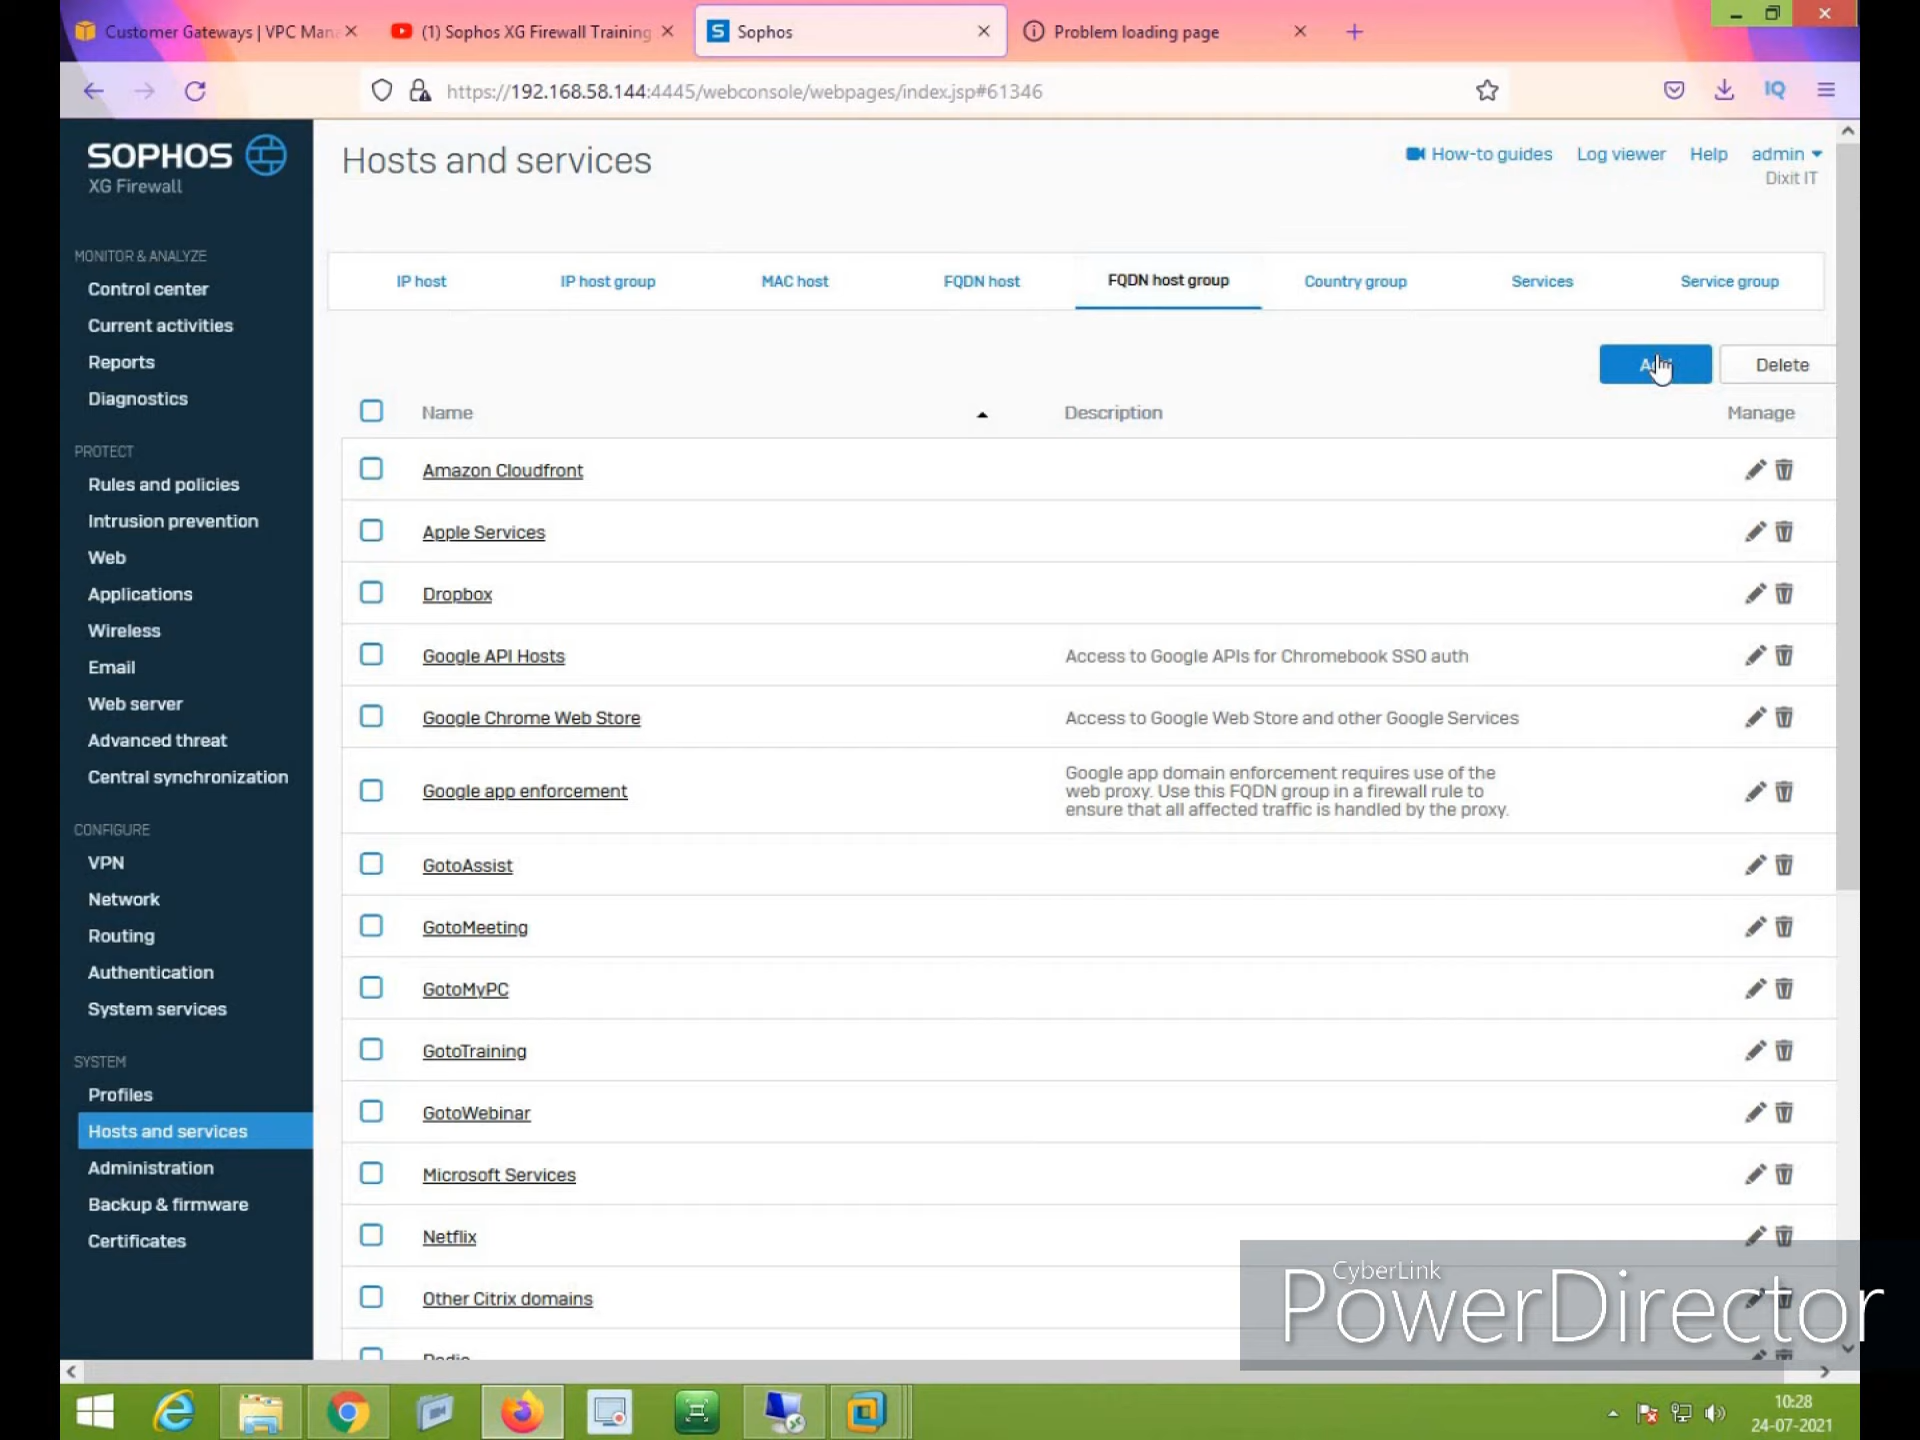 Customer Gateways | VPC Mana
(1) Sophos XG Firewall Training
S Sophos
Problem loading page
https://192.168.58.144:4445/webconsole/webpages/index.jsp#61346
IQ
SOPHOS
XG Firewall
Hosts and services
How-to guides Log viewer Help admin
Dixit IT
MONITOR & ANALYZE
Control center
Current activities
Reports
Diagnostics
PROTECT
Rules and policies
Intrusion prevention
Web
Applications
Wireless
Email
Web server
Advanced threat
Central synchronization
CONFIGURE
VPN
Network
Routing
Authentication
System services
SYSTEM
Profiles
Hosts and services
Administration
Backup & firmware
Certificates
IP host IP host group MAC host FQDN host FQDN host group Country group Services Service group
Delete
Name Description Manage
Amazon Cloudfront
Apple Services
Dropbox
Google API Hosts Access to Google APIs for Chromebook SSO auth
Google Chrome Web Store Access to Google Web Store and other Google Services
Google app enforcement
Google app domain enforcement requires use of the
web proxy. Use this FQDN group in a firewall rule to
ensure that all affected traffic is handled by the proxy.
GotoAssist
GotoMeeting
GotoMyPC
GotoTraining
GotoWebinar
Microsoft Services
Netflix
Other Citrix domains
CyberLink
PowerDirector
10:28
24-07-2021